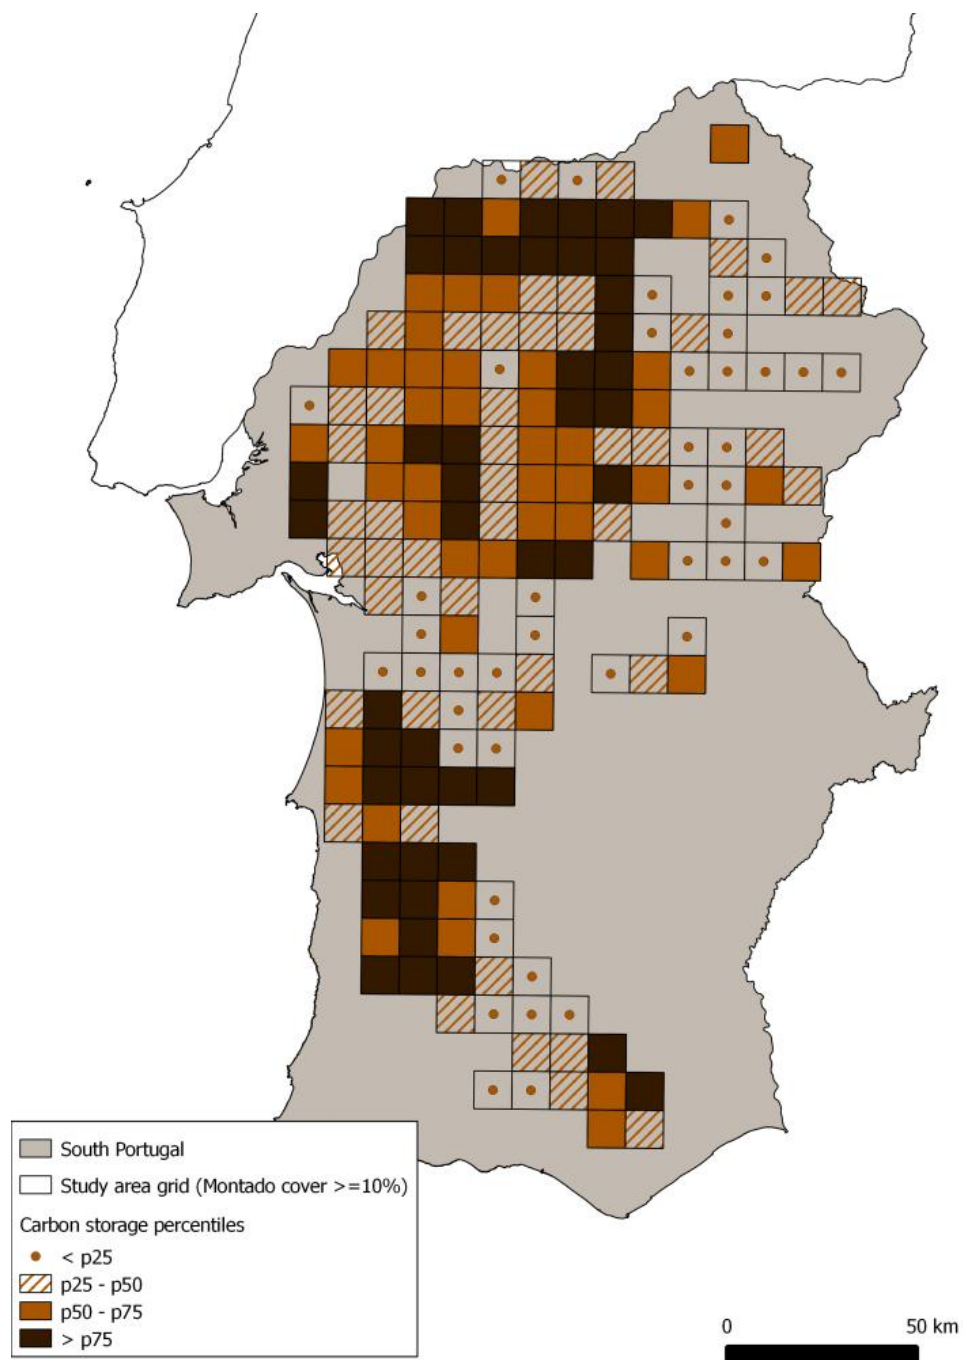 South Portugal
Study area grid (Montado cover >=10%)
Carbon storage percentiles
< p25
p25 - p50
p50 - p75
> p75
0 50 km